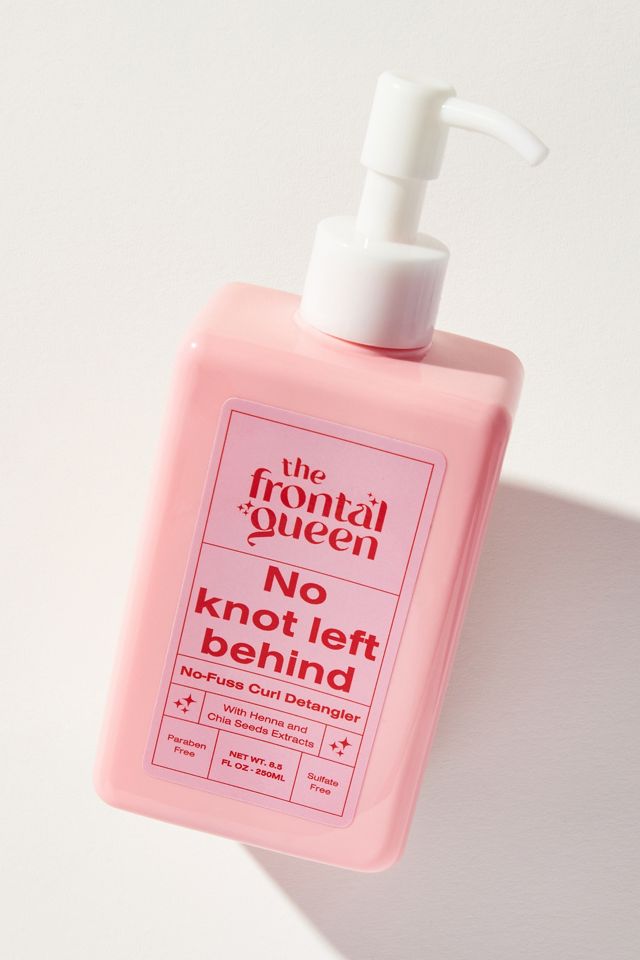 the
frontal
queen
No
knot left
behind
No-Fuss Curl Detangler
With Henna and
Chia Seeds Extracts
Paraben
Free
NET WT. 8.5
FL OZ - 250ML
Sulfate
Free